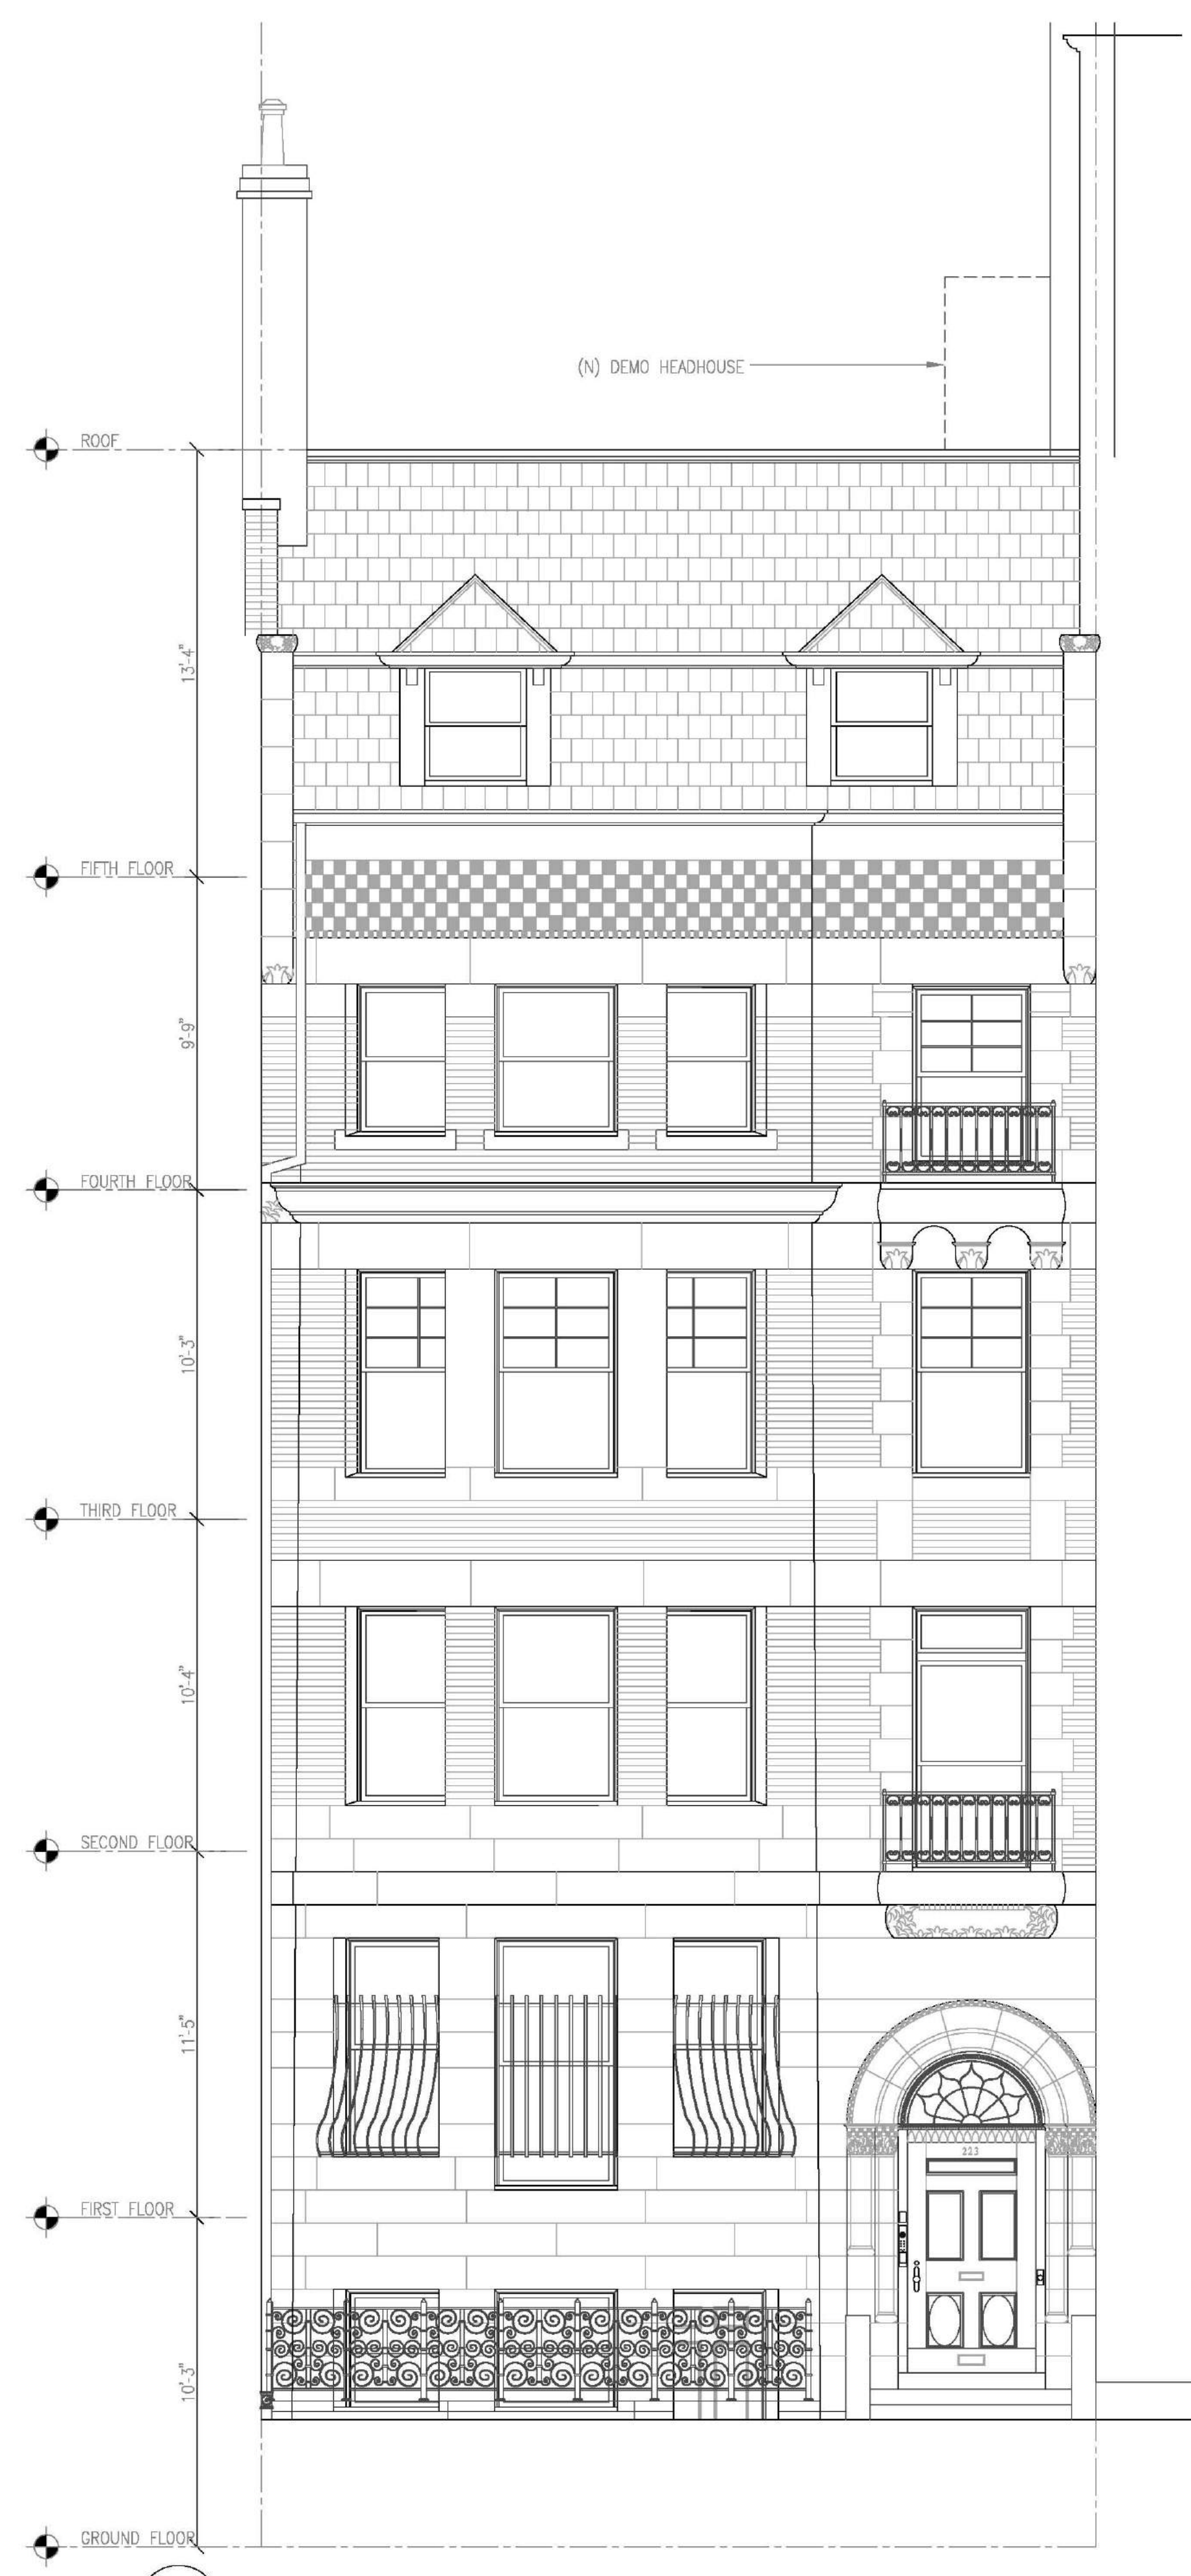 (N) DEMO HEADHOUSE
ROOF
13'-4"
FIFTH FLOOR
9'-9"
FOURTH FLOOR
10'-3"
THIRD FLOOR
10'-4"
SECOND FLOOR
11'-5"
223
FIRST FLOOR
10'-3"
GROUND FLOOR